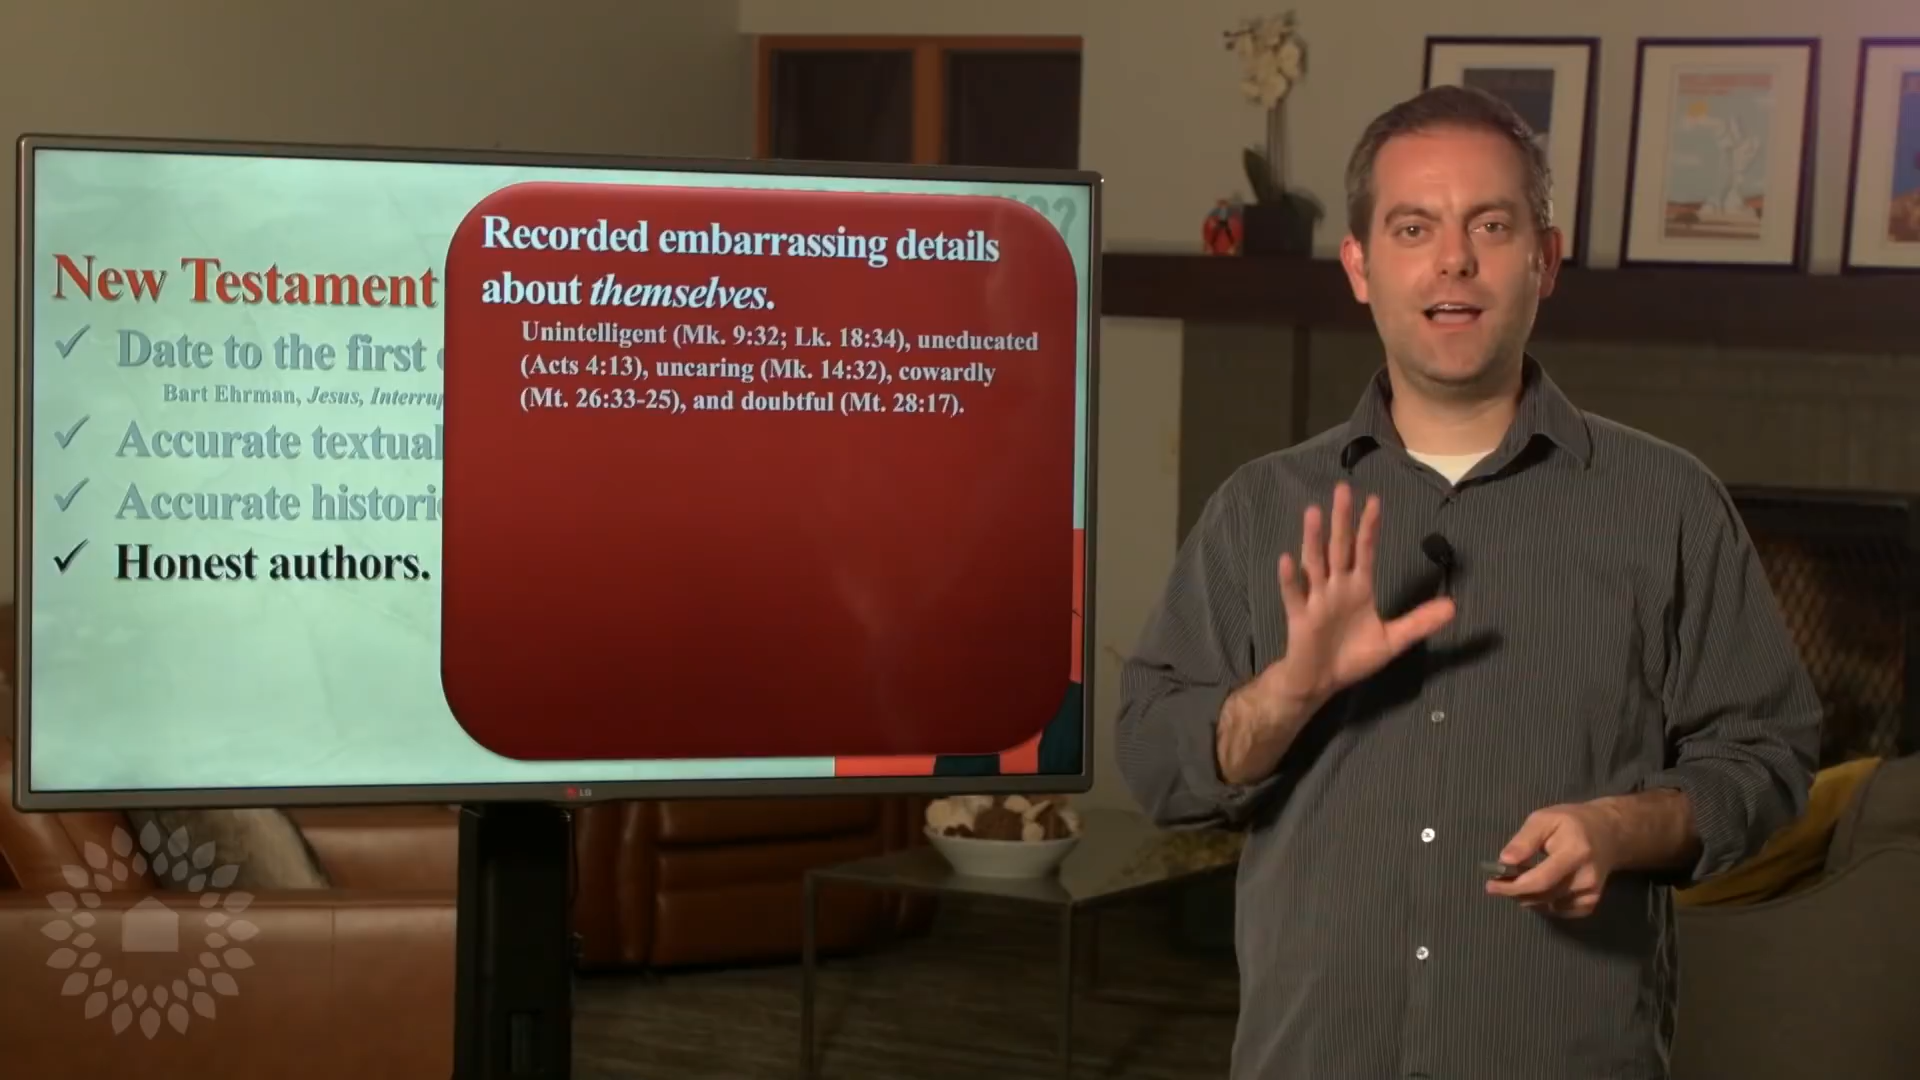 New Testament
✓ Date to the first
Bart Ehrman, Jesus,
✓ Accurate textual
✓ Accurate
✓ Honest authors.
Recorded embarrassing details
about themselves.
Unintelligent (Mk. 9:32; Lk. 18:34), uneducated
(Acts 4:13), uncaring (Mk. 14:32), cowardly
(Mt. 26:33-25), and doubtful (Mt. 28:17).
LG